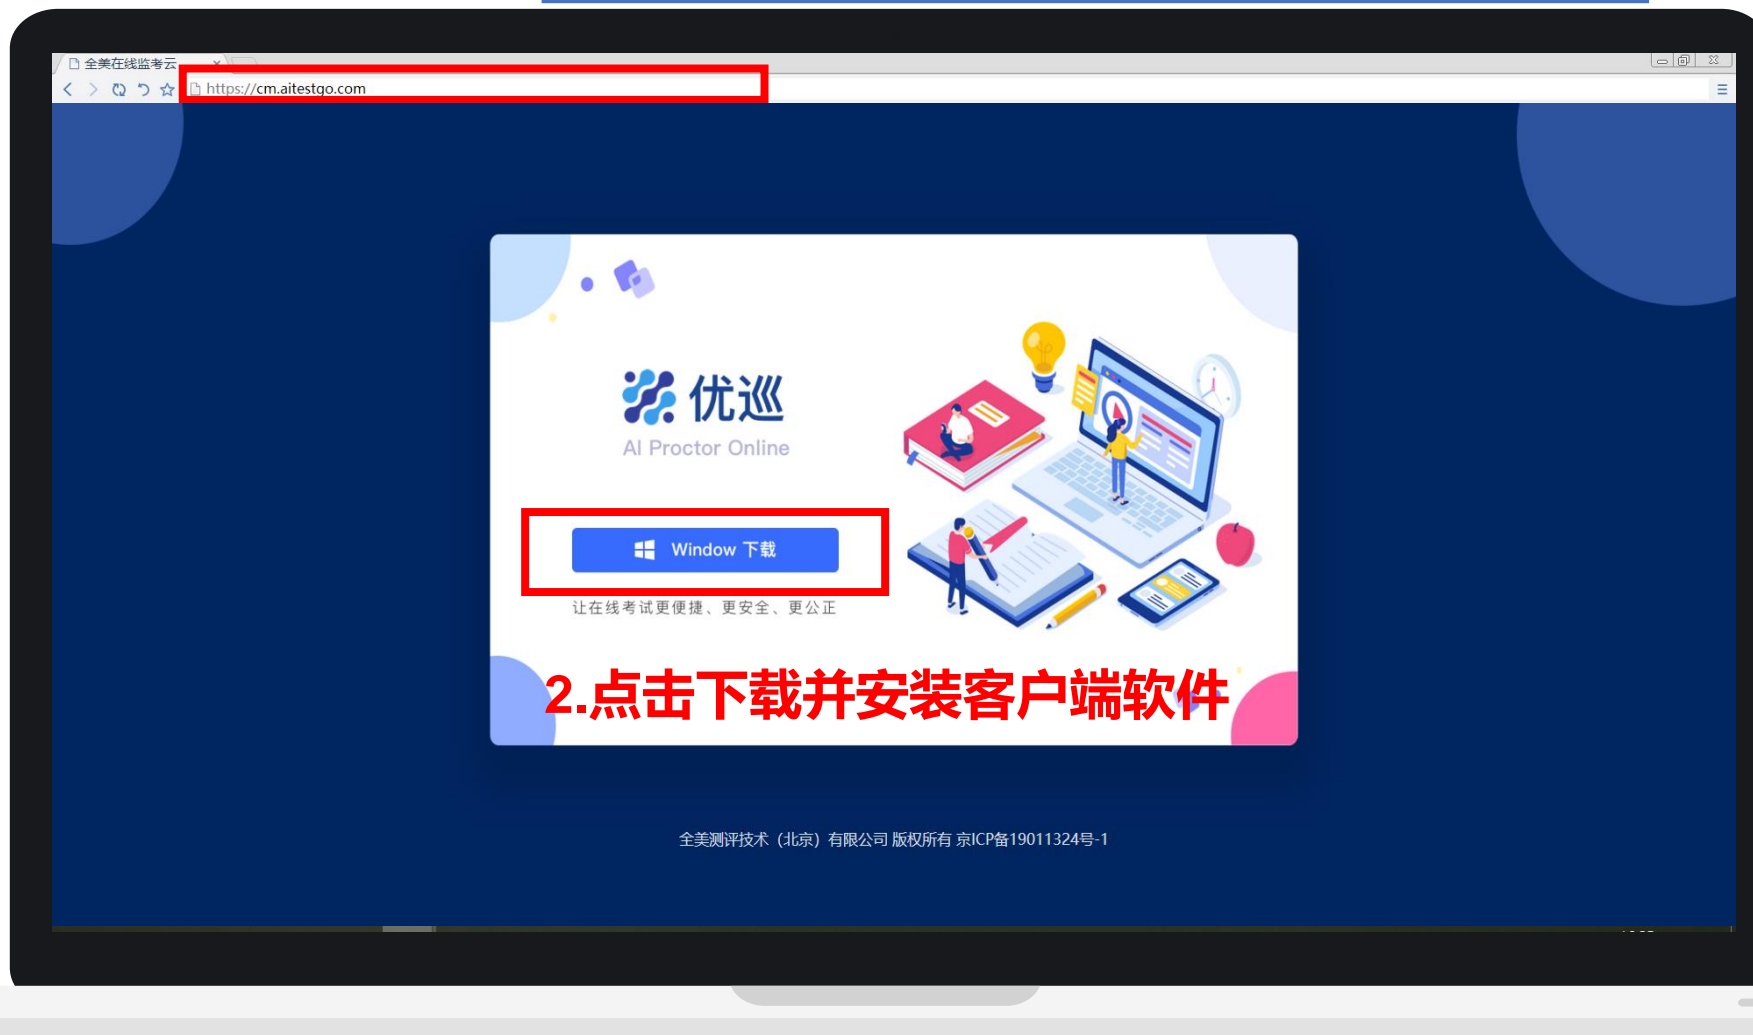 全美在线监考云
https://cm.aitestgo.com
优巡
AI Proctor Online
Window 下载
让在线考试更便捷、更安全、更公正
2.点击下载并安装客户端软件
全美测评技术（北京）有限公司 版权所有 京ICP备19011324号-1